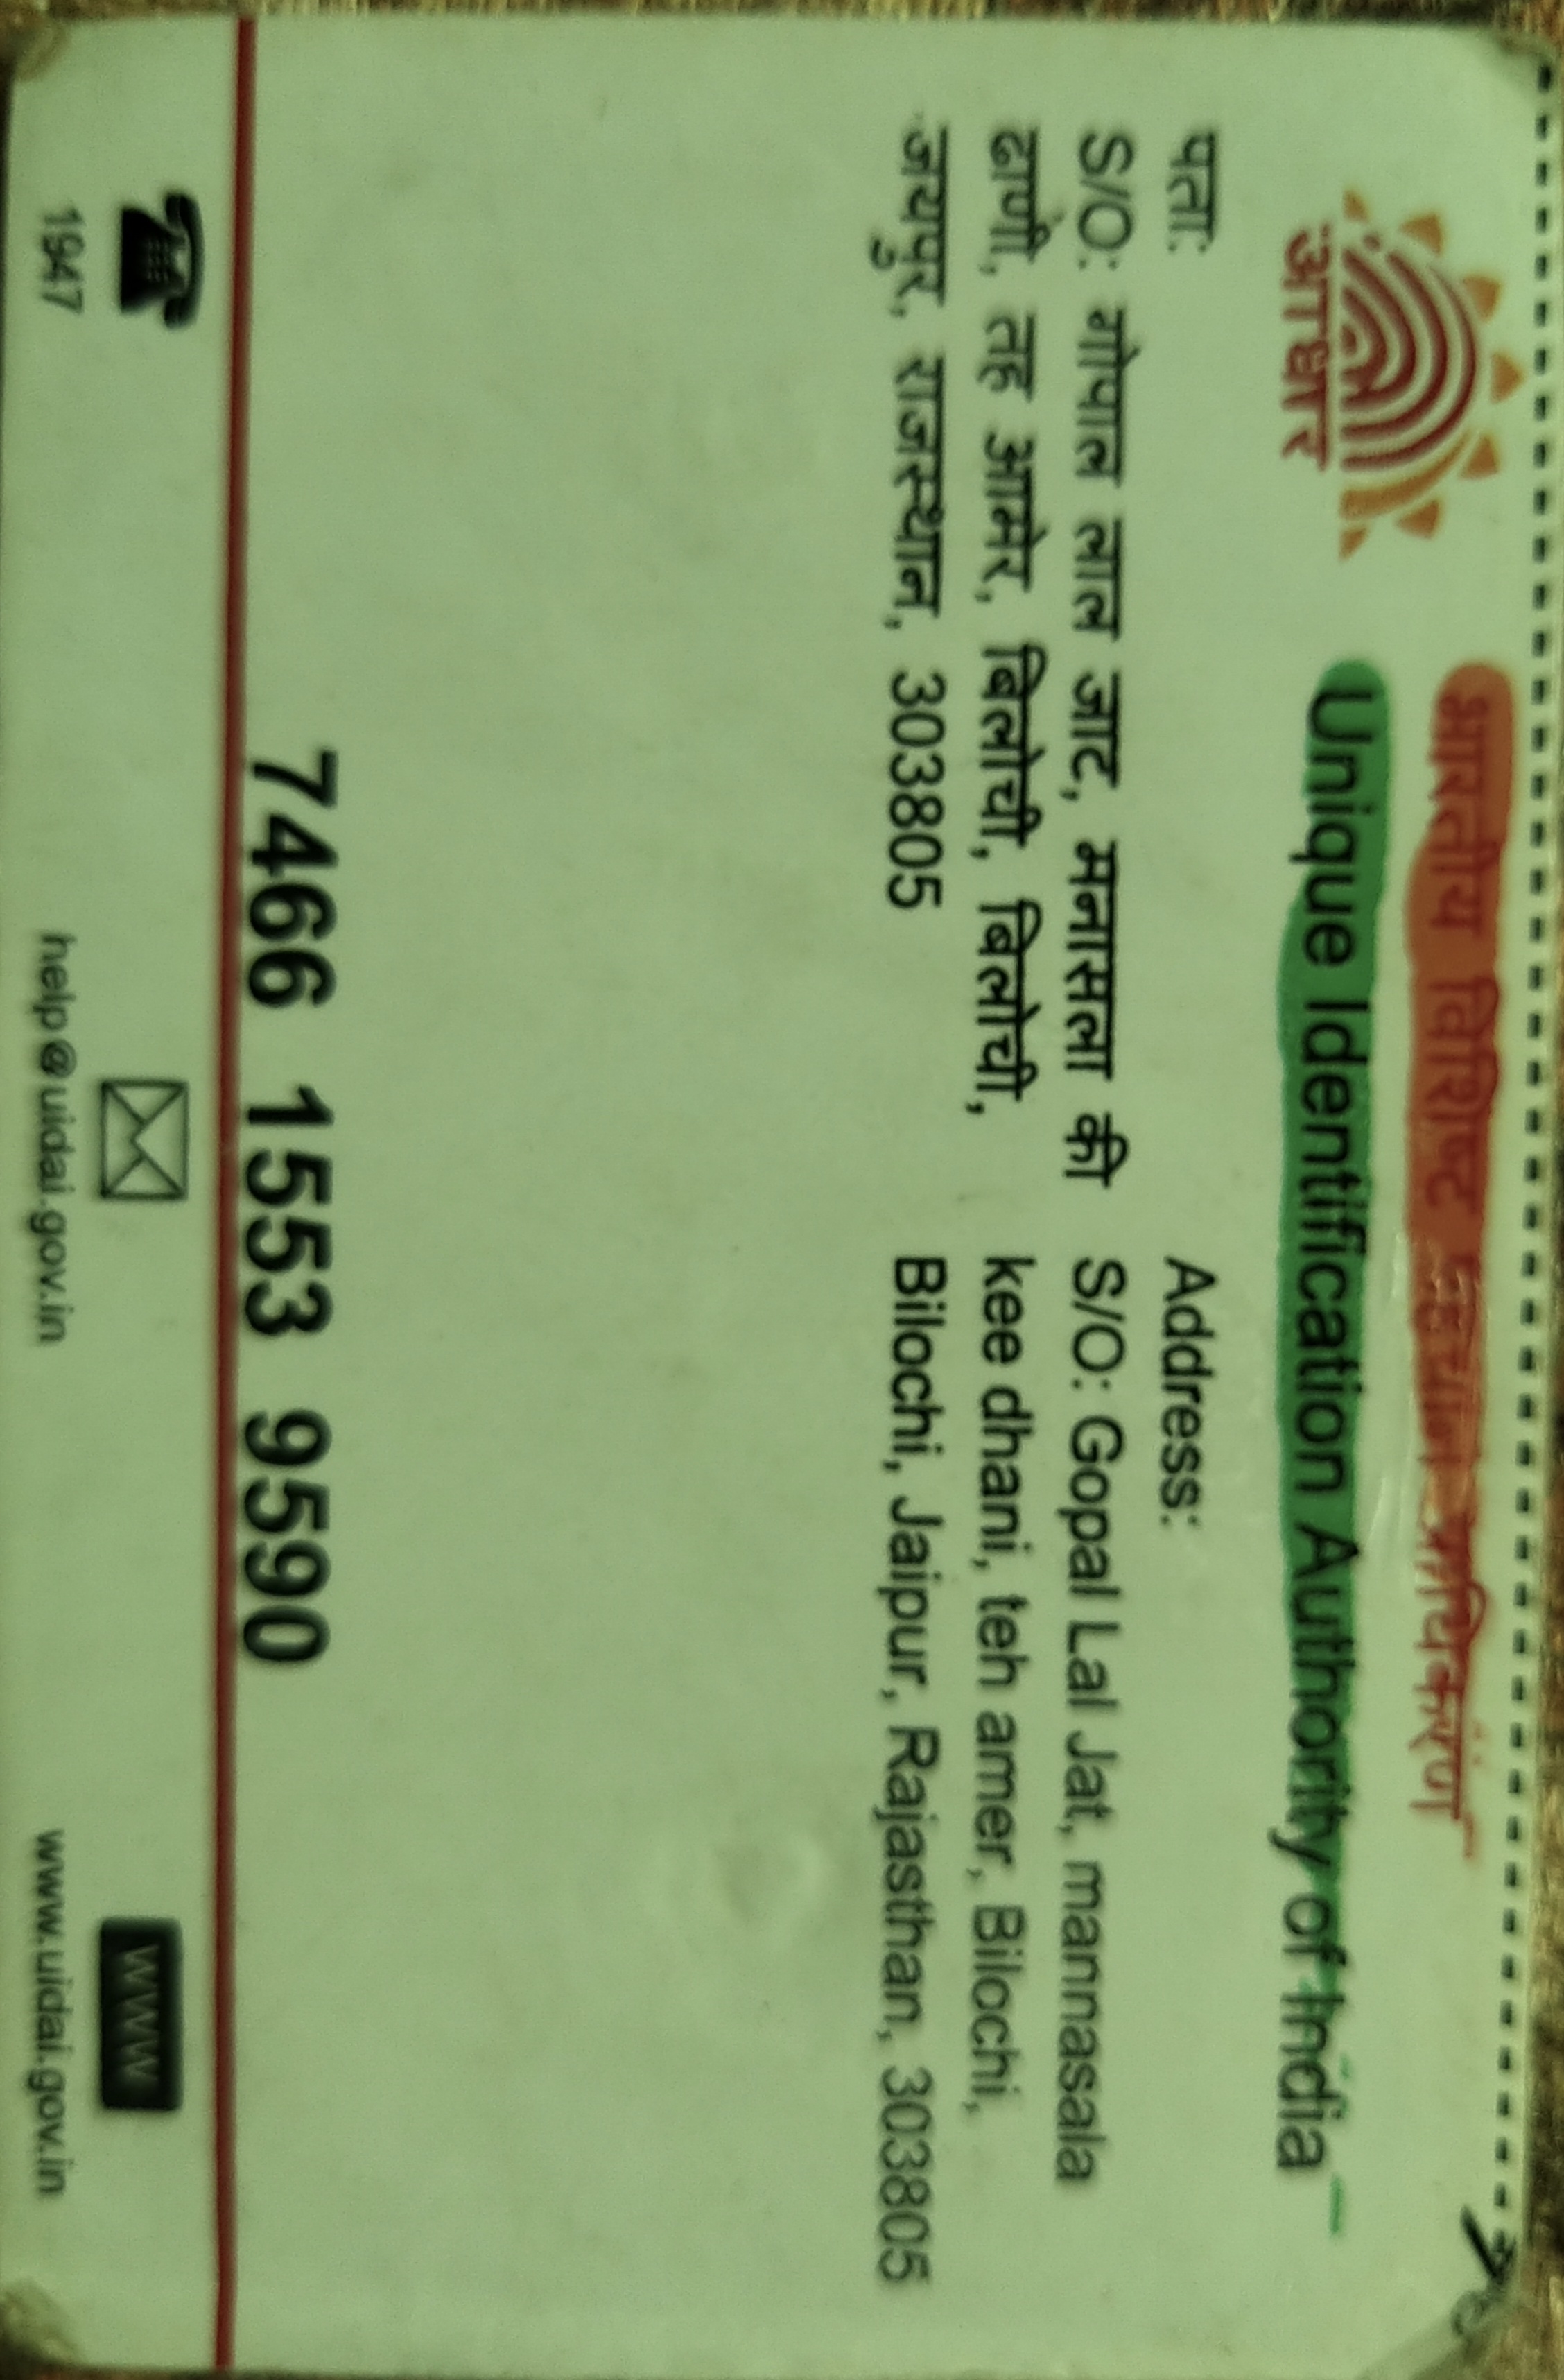 भारतीय विशिष्ट पहचान प्राधिकरण
Unique Identification Authority of India
आधार
पता:
S/O: गोपाल लाल जाट, मनासला की
ढाणी, तह आमेर, बिलोची, बिलोची,
जयपुर, राजस्थान, 303805
Address:
S/O: Gopal Lal Jat, mannasala
kee dhani, teh amer, Bilochi,
Bilochi, Jaipur, Rajasthan, 303805
7466 1553 9590
WWW
1947
help@uidai.gov.in
www.uidai.gov.in